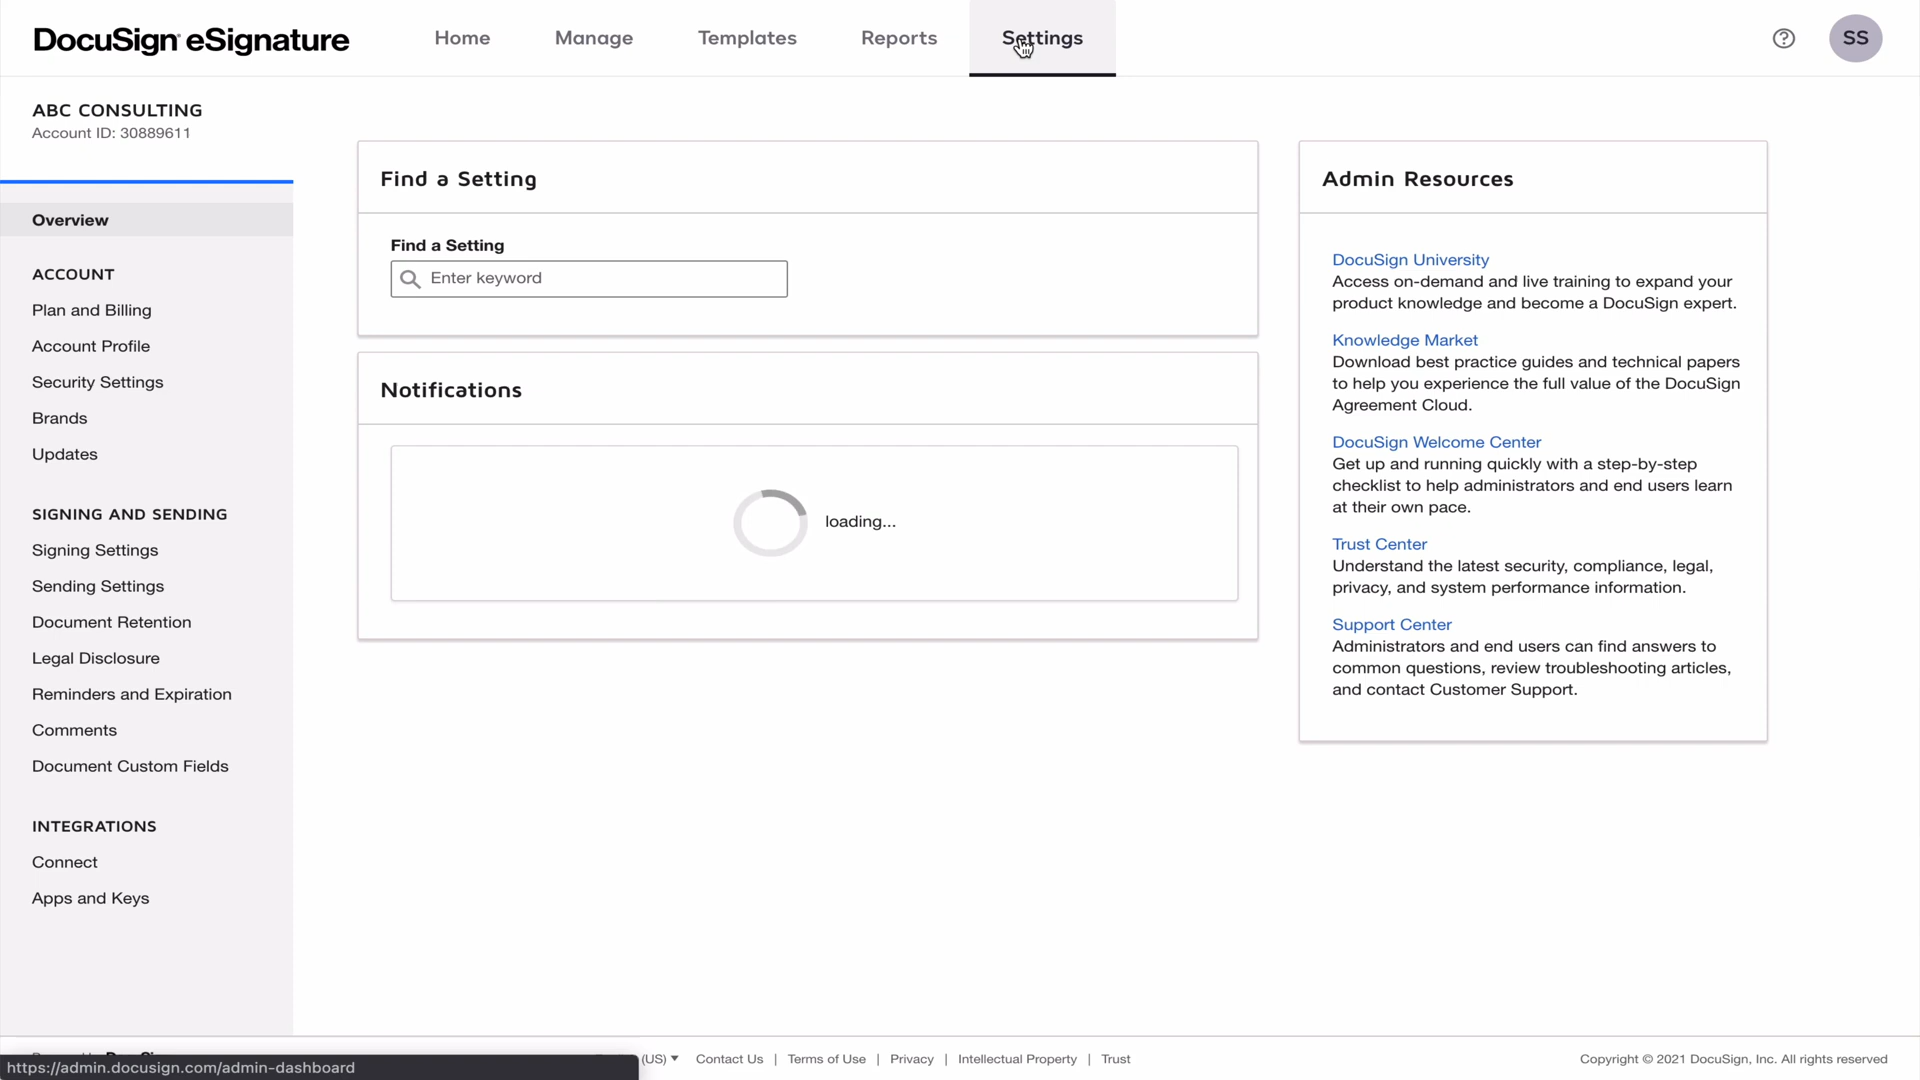 DocuSign eSignature
Home
Manage
Templates
Reports
Settings
SS
ABC CONSULTING
Account ID: 30889611
Overview
ACCOUNT
Plan and Billing
Account Profile
Security Settings
Brands
Updates
SIGNING AND SENDING
Signing Settings
Sending Settings
Document Retention
Legal Disclosure
Reminders and Expiration
Comments
Document Custom Fields
INTEGRATIONS
Connect
Apps and Keys
Find a Setting
Find a Setting
Enter keyword
Notifications
loading...
Admin Resources
DocuSign University
Access on-demand and live training to expand your
product knowledge and become a DocuSign expert.
Knowledge Market
Download best practice guides and technical papers
to help you experience the full value of the DocuSign
Agreement Cloud.
DocuSign Welcome Center
Get up and running quickly with a step-by-step
checklist to help administrators and end users learn
at their own pace.
Trust Center
Understand the latest security, compliance, legal,
privacy, and system performance information.
Support Center
Administrators and end users can find answers to
common questions, review troubleshooting articles,
and contact Customer Support.
(US) Contact Us | Terms of Use | Privacy | Intellectual Property | Trust
Copyright © 2021 DocuSign, Inc. All rights reserved
https://admin.docusign.com/admin-dashboard